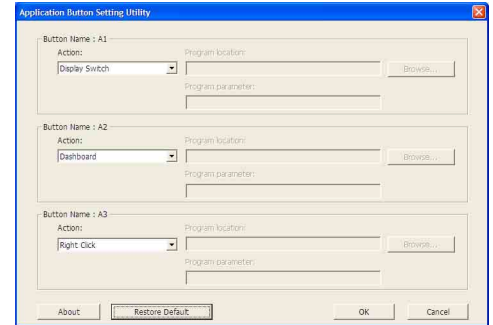 Application Button Setting Utility
Button Name : A1
Action:
Program location:
Display Switch
Browse...
Program parameter:
Button Name : A2
Action:
Program location:
Dashboard
Browse...
Program parameter:
Button Name : A3
Action:
Program location:
Right Click
Browse...
Program parameter:
About
Restore Default
OK
Cancel